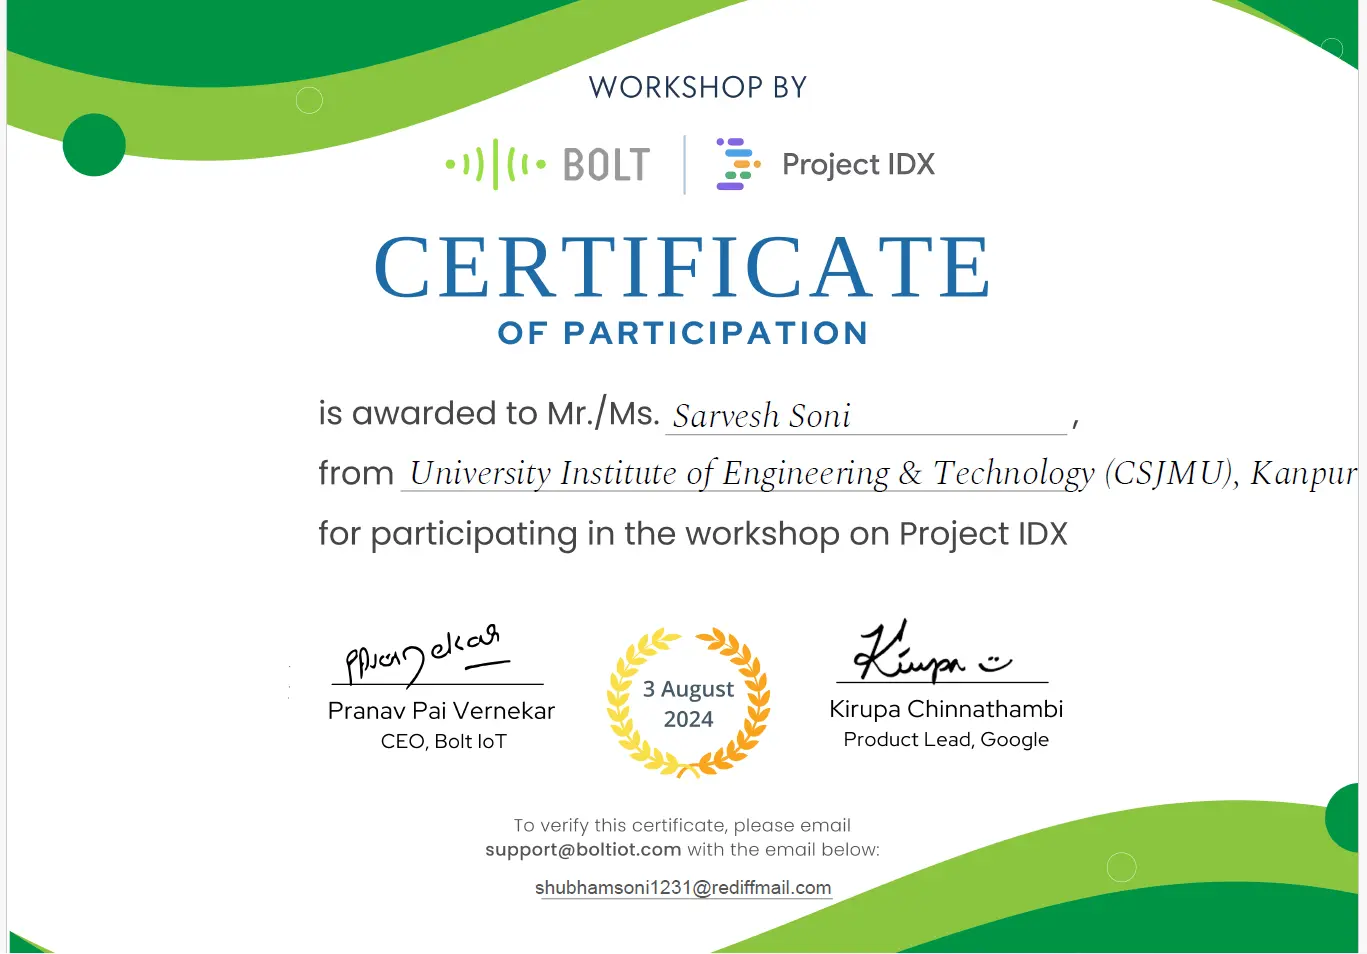 WORKSHOP BY
BOLT | Project IDX
CERTIFICATE
OF PARTICIPATION
is awarded to Mr./Ms. Sarvesh Soni ,
from University Institute of Engineering & Technology (CSJMU), Kanpur
for participating in the workshop on Project IDX
Pranav Pai Vernekar
CEO, Bolt IoT
3 August
2024
Kirupa
Kirupa Chinnathambi
Product Lead, Google
To verify this certificate, please email
support@boltiot.com with the email below:
shubhamsoni1231@rediffmail.com